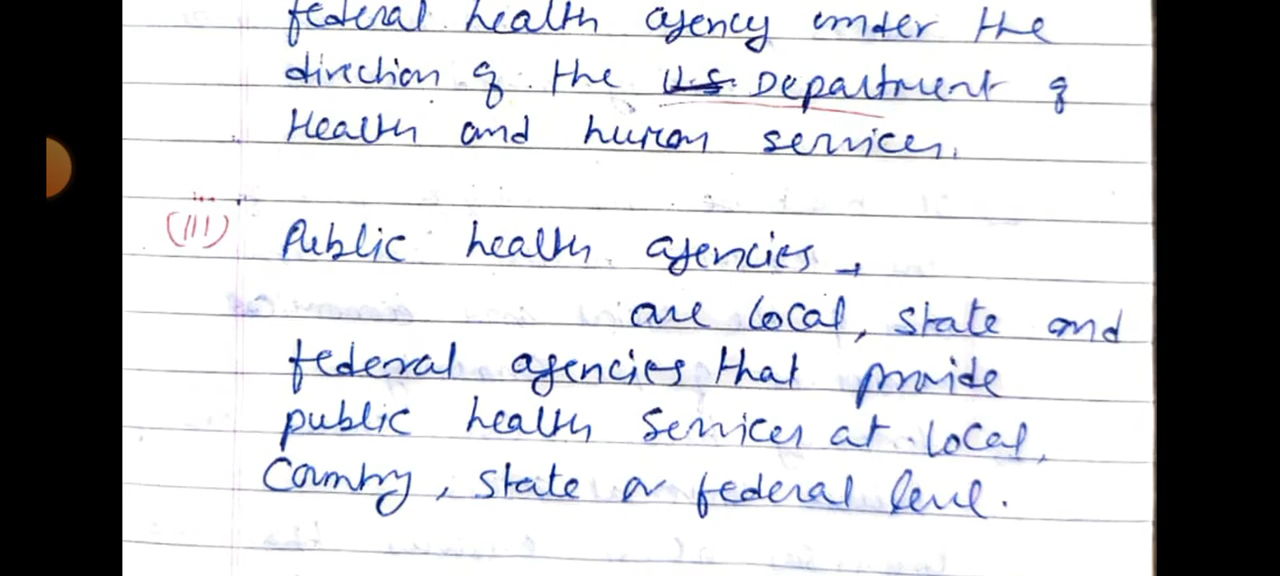 federal health agency under the
direction of the U.S. Department of
Health and human services.
(III) Public health agencies →
are local, state and
federal agencies that provide
public health services at local,
Country, state or federal level.